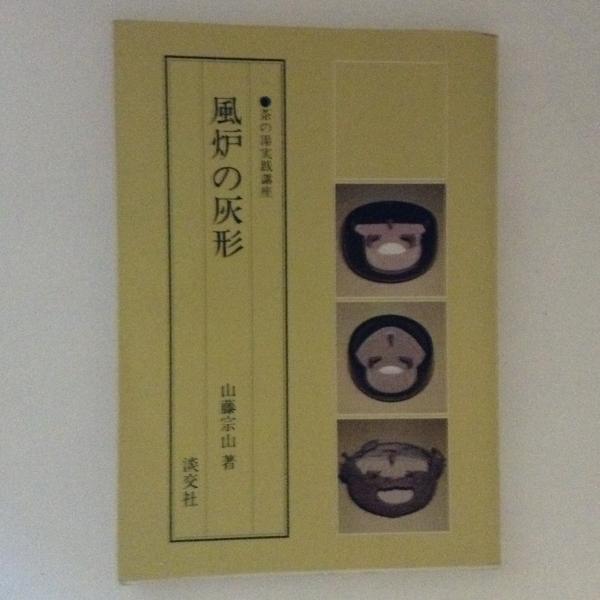 ●茶の湯実践講座
風炉の灰形
山藤宗山 著
淡交社